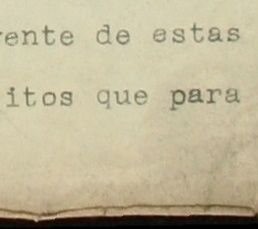 ente de estas
itos que para